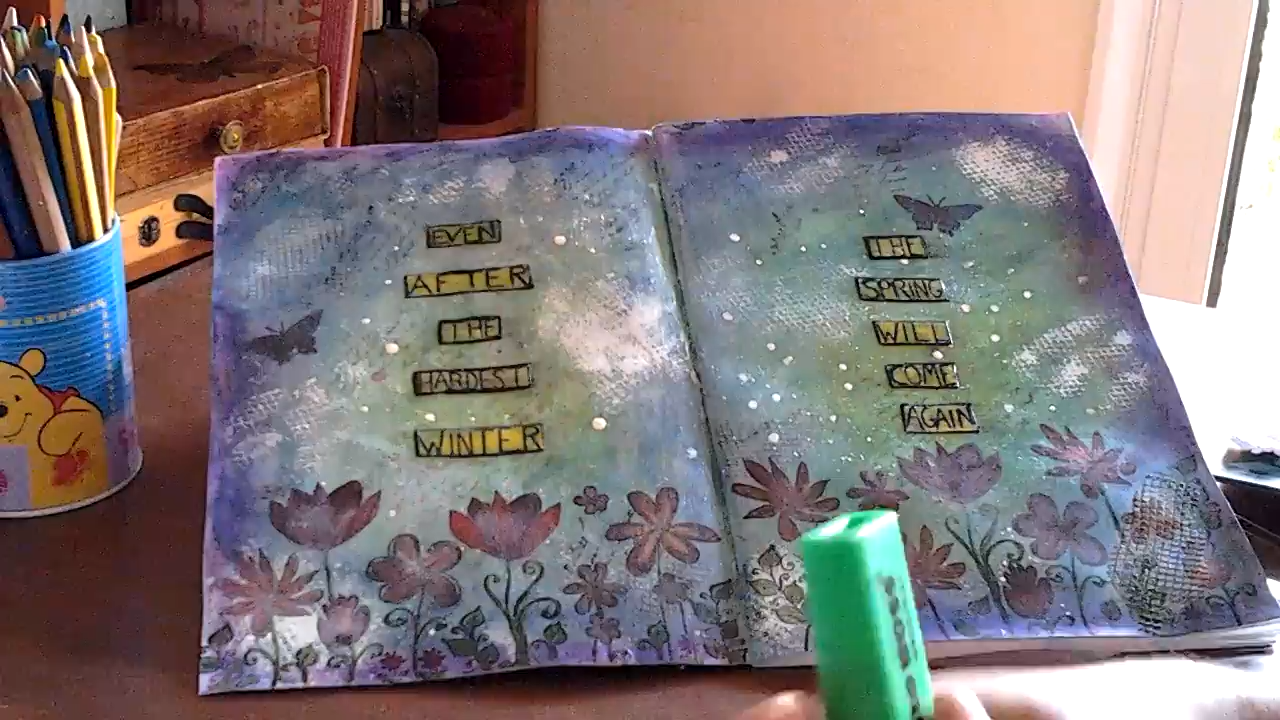 EVEN
AFTER
THE
HARDEST
WINTER
THE
SPRING
WILL
COME
AGAIN